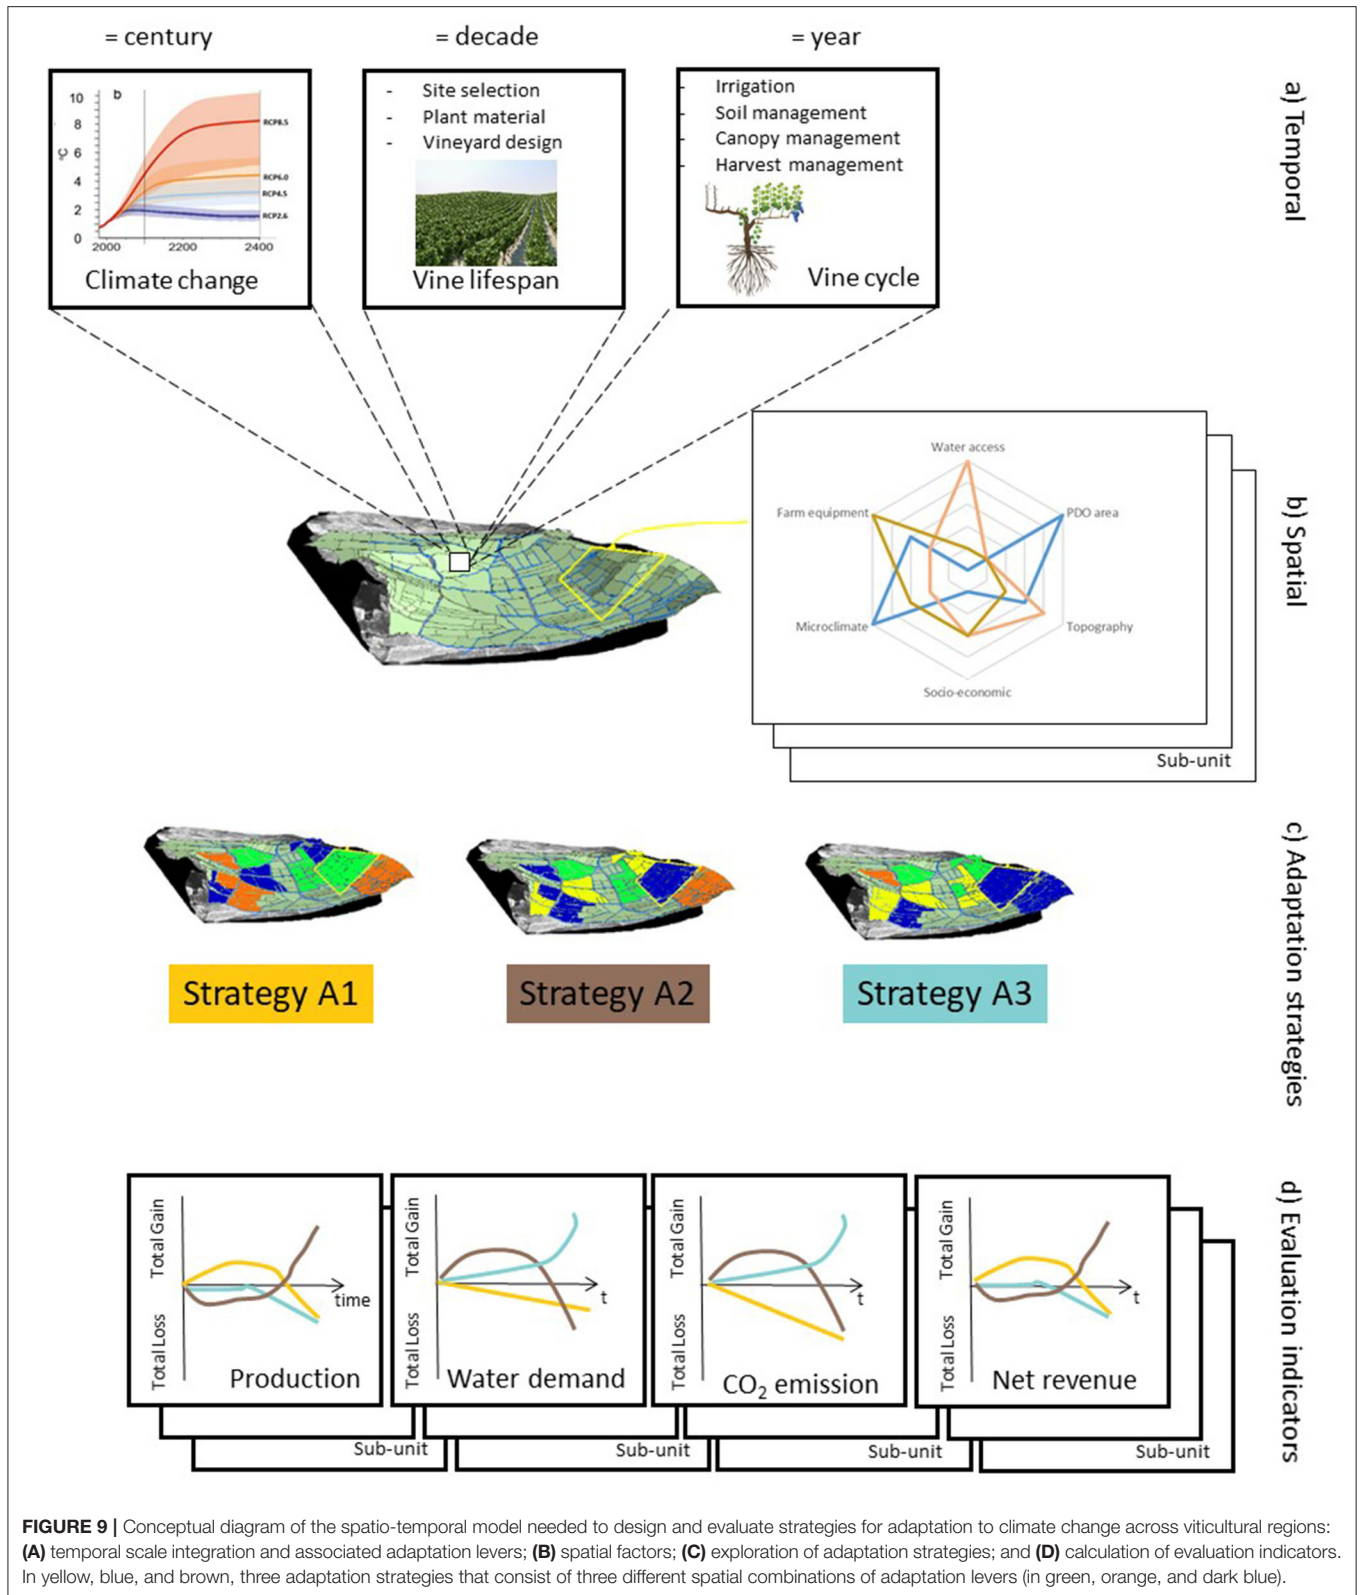 = century
= decade
= year
a) Temporal
b
°C
10
8
6
4
2
0
RCP8.5
RCP6.0
RCP4.5
RCP2.6
2000 2200 2400
Climate change
- Site selection
- Plant material
- Vineyard design
Vine lifespan
- Irrigation
- Soil management
- Canopy management
- Harvest management
Vine cycle
b) Spatial
Water access
Farm equipment
PDO area
Microclimate
Topography
Socio-economic
Sub-unit
c) Adaptation strategies
Strategy A1
Strategy A2
Strategy A3
d) Evaluation indicators
Total Gain
Total Loss
time
Production
Sub-unit
Total Gain
Total Loss
t
Water demand
Sub-unit
Total Gain
Total Loss
t
CO₂ emission
Sub-unit
Total Gain
Total Loss
t
Net revenue
Sub-unit
FIGURE 9 | Conceptual diagram of the spatio-temporal model needed to design and evaluate strategies for adaptation to climate change across viticultural regions:
(A) temporal scale integration and associated adaptation levers; (B) spatial factors; (C) exploration of adaptation strategies; and (D) calculation of evaluation indicators.
In yellow, blue, and brown, three adaptation strategies that consist of three different spatial combinations of adaptation levers (in green, orange, and dark blue).